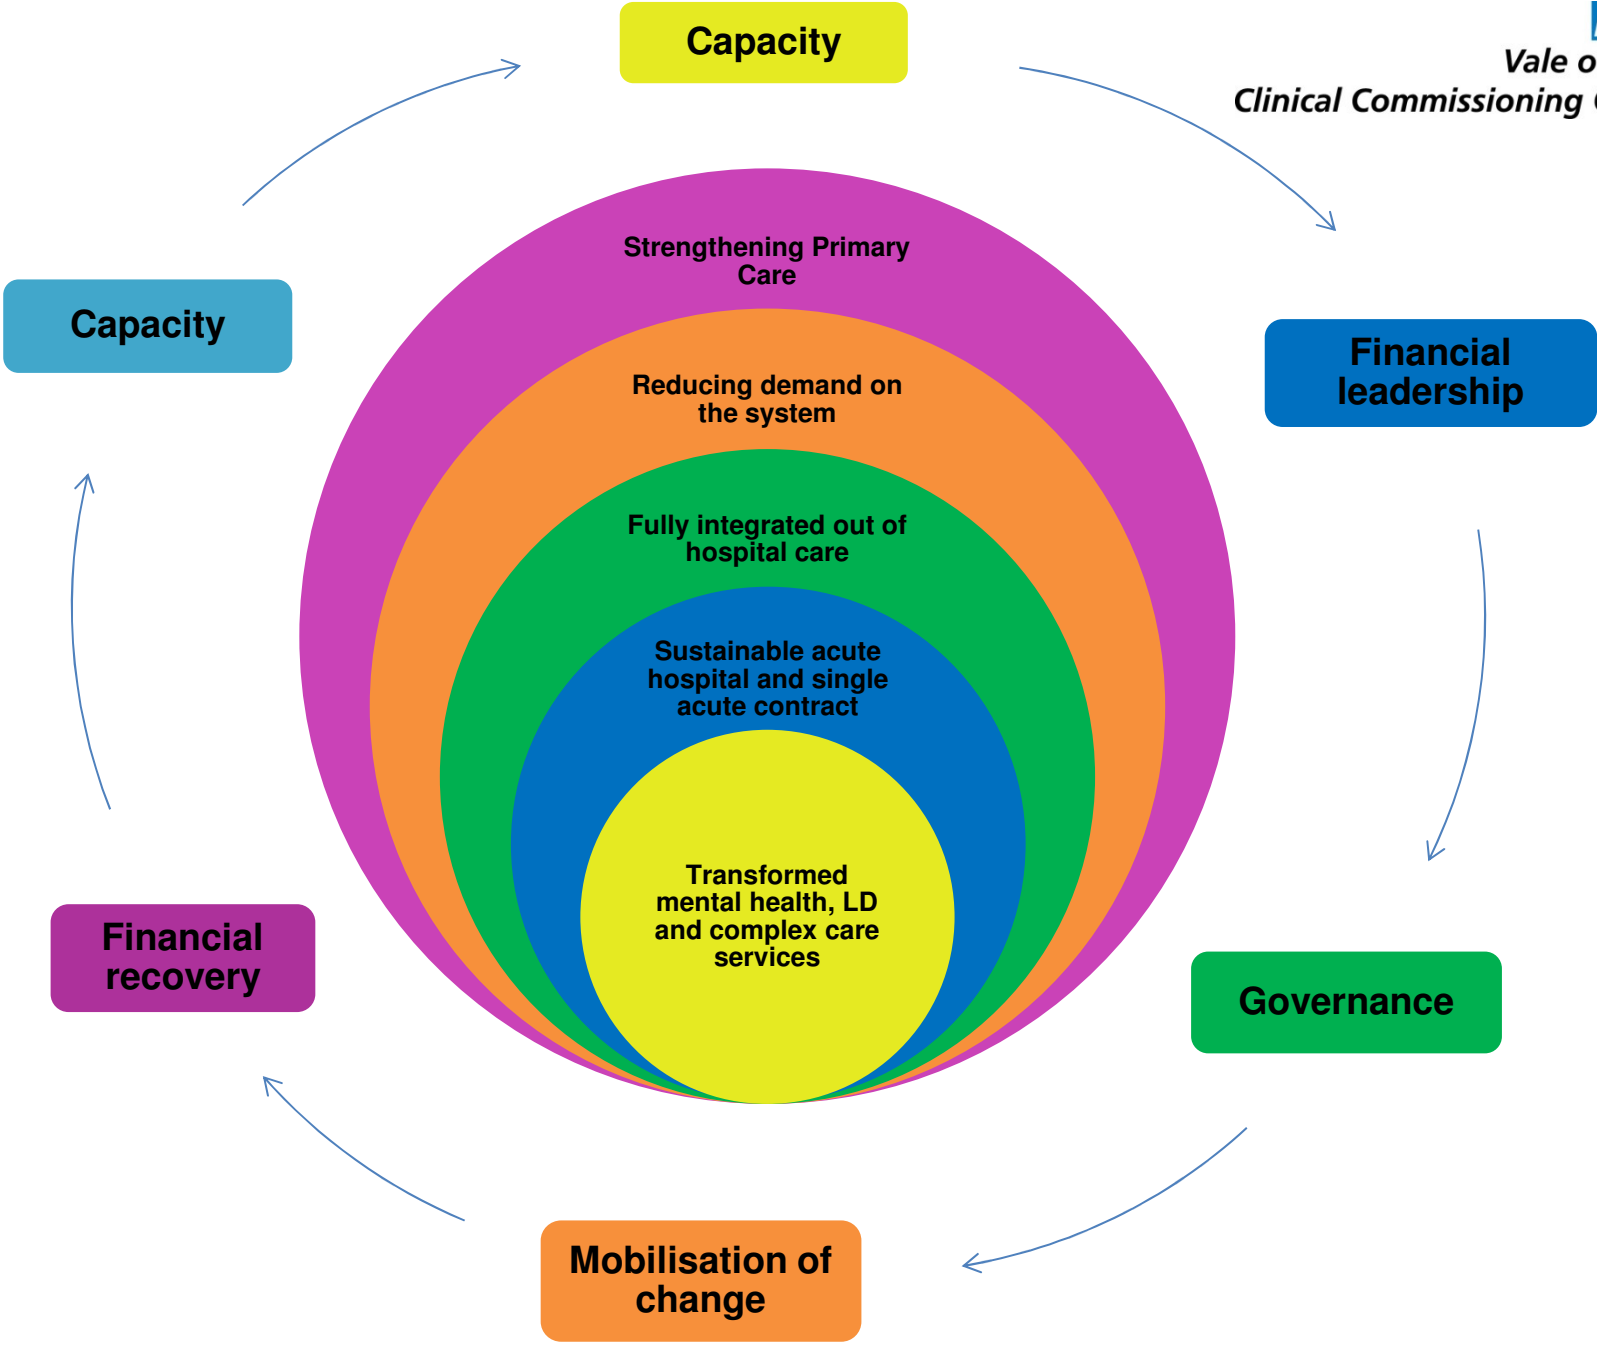 Capacity
Vale o
Clinical Commissioning
Strengthening Primary
Care
Capacity
Financial
leadership
Reducing demand on
the system
Fully integrated out of
hospital care
Sustainable acute
hospital and single
acute contract
Transformed
mental health, LD
and complex care
services
Financial
recovery
Governance
Mobilisation of
change